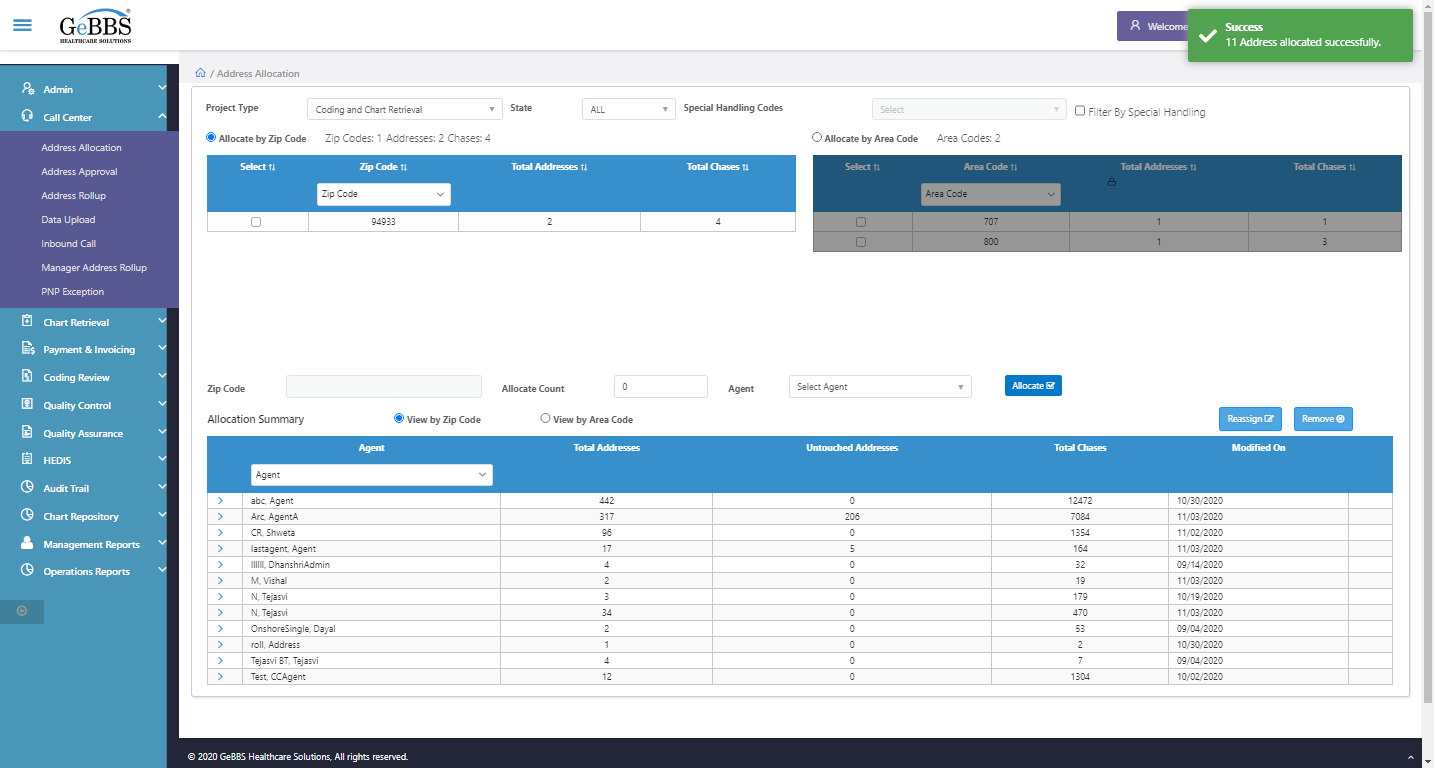 GeBBS
HEALTHCARE SOLUTIONS
Welcome
Success
11 Address allocated successfully.
Admin
Call Center
Address Allocation
Address Approval
Address Rollup
Data Upload
Inbound Call
Manager Address Rollup
PNP Exception
Chart Retrieval
Payment & Invoicing
Coding Review
Quality Control
Quality Assurance
HEDIS
Audit Trail
Chart Repository
Management Reports
Operations Reports
/ Address Allocation
Project Type Coding and Chart Retrieval State ALL Special Handling Codes Select Filter By Special Handling
Allocate by Zip Code Zip Codes: 1 Addresses: 2 Chases: 4
Select Zip Code Total Addresses Total Chases
Zip Code
94933 2 4
Allocate by Area Code Area Codes: 2
Select Area Code Total Addresses Total Chases
Area Code
707 1 1
800 1 3
Zip Code Allocate Count 0 Agent Select Agent Allocate
Allocation Summary View by Zip Code View by Area Code Reassign Remove
Agent Total Addresses Untouched Addresses Total Chases Modified On
Agent
abc, Agent 442 0 12472 10/30/2020
Arc, AgentA 317 206 7084 11/03/2020
CR, Shweta 96 0 1354 11/02/2020
lastagent, Agent 17 5 164 11/03/2020
llllll, DhanshriAdmin 4 0 32 09/14/2020
M, Vishal 2 0 19 11/03/2020
N, Tejasvi 3 0 179 10/19/2020
N, Tejasvi 34 0 470 11/03/2020
OnshoreSingle, Dayal 2 0 53 09/04/2020
roll, Address 1 0 2 10/30/2020
Tejasvi BT, Tejasvi 4 0 7 09/04/2020
Test, CCAgent 12 0 1304 10/02/2020
© 2020 GeBBS Healthcare Solutions, All rights reserved.